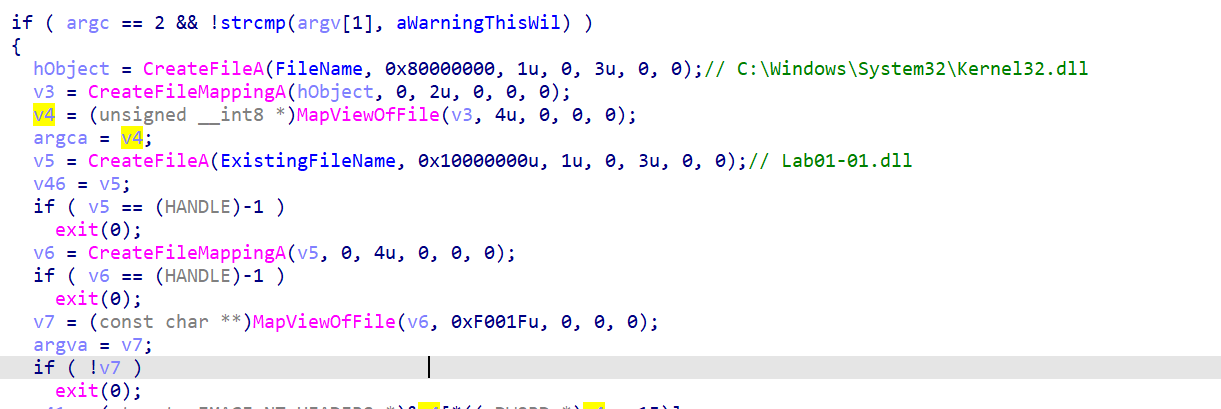 if ( argc == 2 && !strcmp(argv[1], aWarningThisWil) )
{
hObject = CreateFileA(FileName, 0x80000000, 1u, 0, 3u, 0, 0);// C:\Windows\System32\Kernel32.dll
v3 = CreateFileMappingA(hObject, 0, 2u, 0, 0, 0);
v4 = (unsigned __int8 *)MapViewOfFile(v3, 4u, 0, 0, 0);
argca = v4;
v5 = CreateFileA(ExistingFileName, 0x10000000u, 1u, 0, 3u, 0, 0);// Lab01-01.dll
v46 = v5;
if ( v5 == (HANDLE)-1 )
exit(0);
v6 = CreateFileMappingA(v5, 0, 4u, 0, 0, 0);
if ( v6 == (HANDLE)-1 )
exit(0);
v7 = (const char **)MapViewOfFile(v6, 0xF001Fu, 0, 0, 0);
argva = v7;
if ( !v7 )
exit(0);